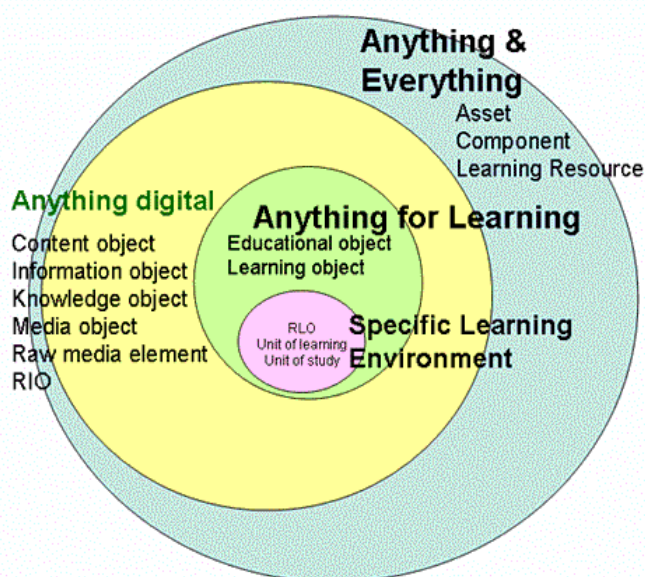 Anything &
Everything
Asset
Component
Learning Resource
Anything digital
Content object
Information object
Knowledge object
Media object
Raw media element
RIO
Anything for Learning
Educational object
Learning object
Specific Learning
Environment
RLO
Unit of learning
Unit of study